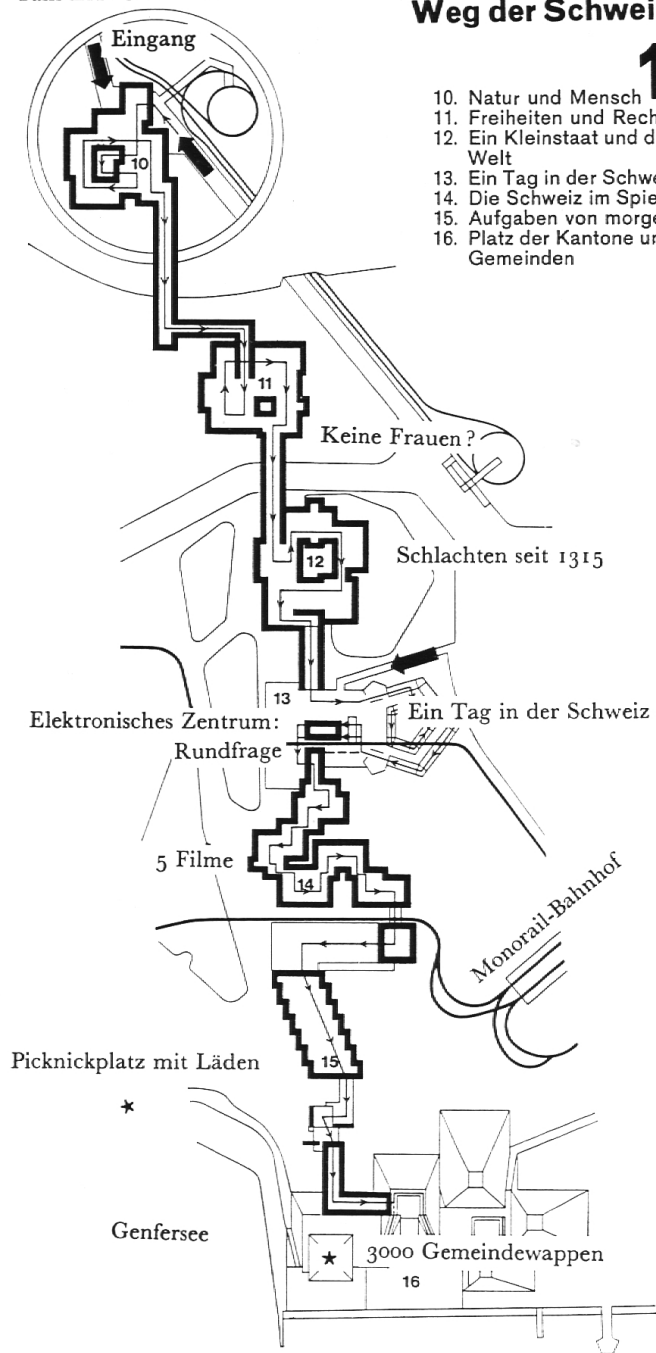 Weg der Schwei
Eingang
1
10. Natur und Mensch
11. Freiheiten und Rech
12. Ein Kleinstaat und d
Welt
13. Ein Tag in der Schwe
14. Die Schweiz im Spie
15. Aufgaben von morge
16. Platz der Kantone un
Gemeinden
10
11
Keine Frauen?
12
Schlachten seit 1315
13
Elektronisches Zentrum:
Rundfrage
Ein Tag in der Schweiz
5 Filme
14
Monorail-Bahnhof
Picknickplatz mit Läden
15
Genfersee
3000 Gemeindewappen
16